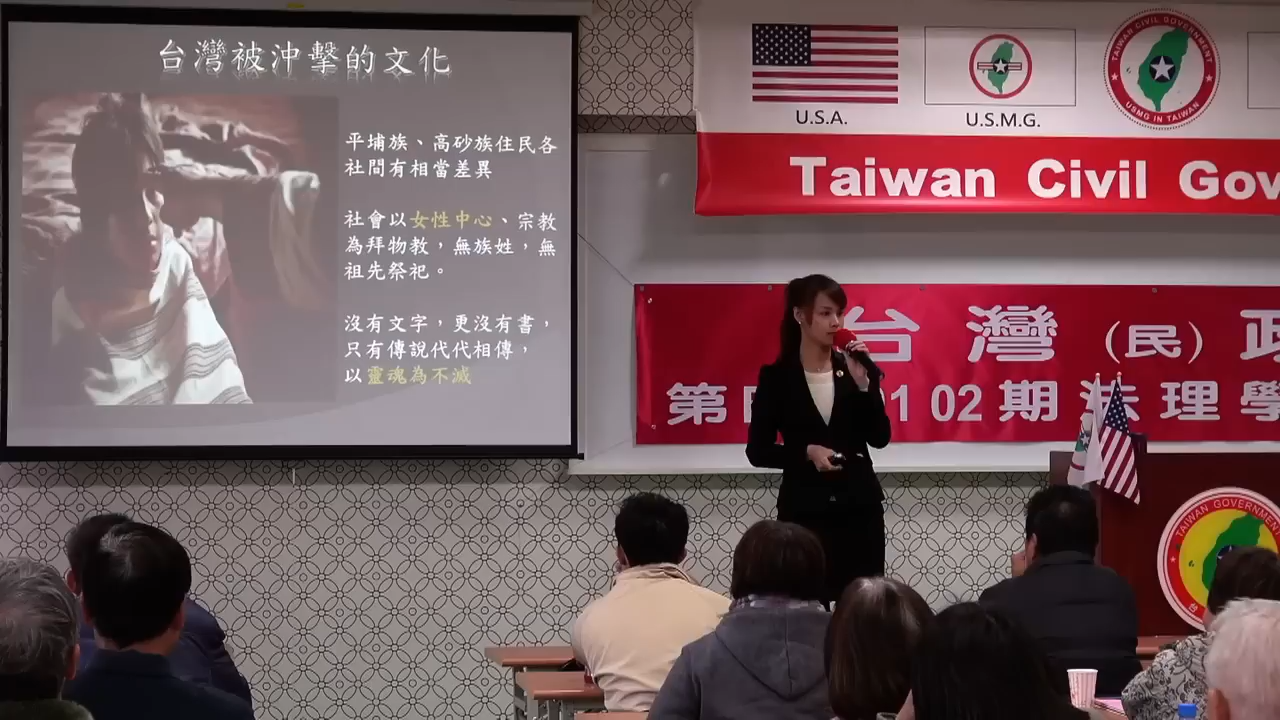 台灣被沖擊的文化
平埔族、高砂族住民各
社間有相當差異
社會以女性中心、宗教
為拜物教，無族姓，無
祖先祭祀。
沒有文字，更沒有書，
只有傳說代代相傳，
以靈魂為不滅
U.S.A.
U.S.M.G.
TAIWAN CIVIL GOVERNMENT
USMG IN TAIWAN
Taiwan Civil Gov
台灣（民）政
第
01 02期法理學
TAIWAN GOVERNMENT